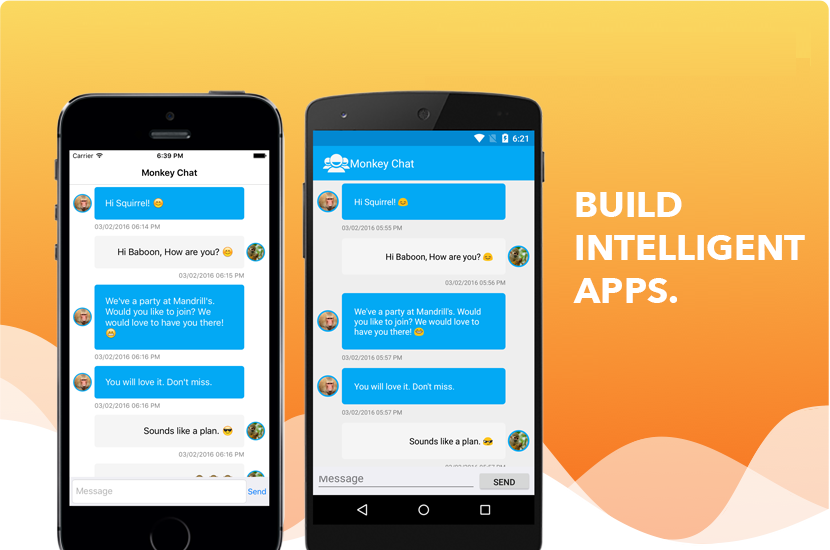 Carrier 6:39 PM
Monkey Chat
Hi Squirrel! 😊
03/02/2016 06:14 PM
Hi Baboon, How are you? 😊
03/02/2016 06:15 PM
We've a party at Mandrill's.
Would you like to join? We
would love to have you there!
😊
03/02/2016 06:16 PM
You will love it. Don't miss.
03/02/2016 06:16 PM
Sounds like a plan. 😎
03/02/2016 06:16 PM
Message Send
6:21
Monkey Chat
Hi Squirrel! 😊
03/02/2016 05:55 PM
Hi Baboon, How are you? 😊
03/02/2016 05:56 PM
We've a party at Mandrill's. Would
you like to join? We would love to
have you there! 😊
03/02/2016 05:57 PM
You will love it. Don't miss.
03/02/2016 05:57 PM
Sounds like a plan. 😎
03/02/2016 05:57 PM
Message SEND
BUILD
INTELLIGENT
APPS.